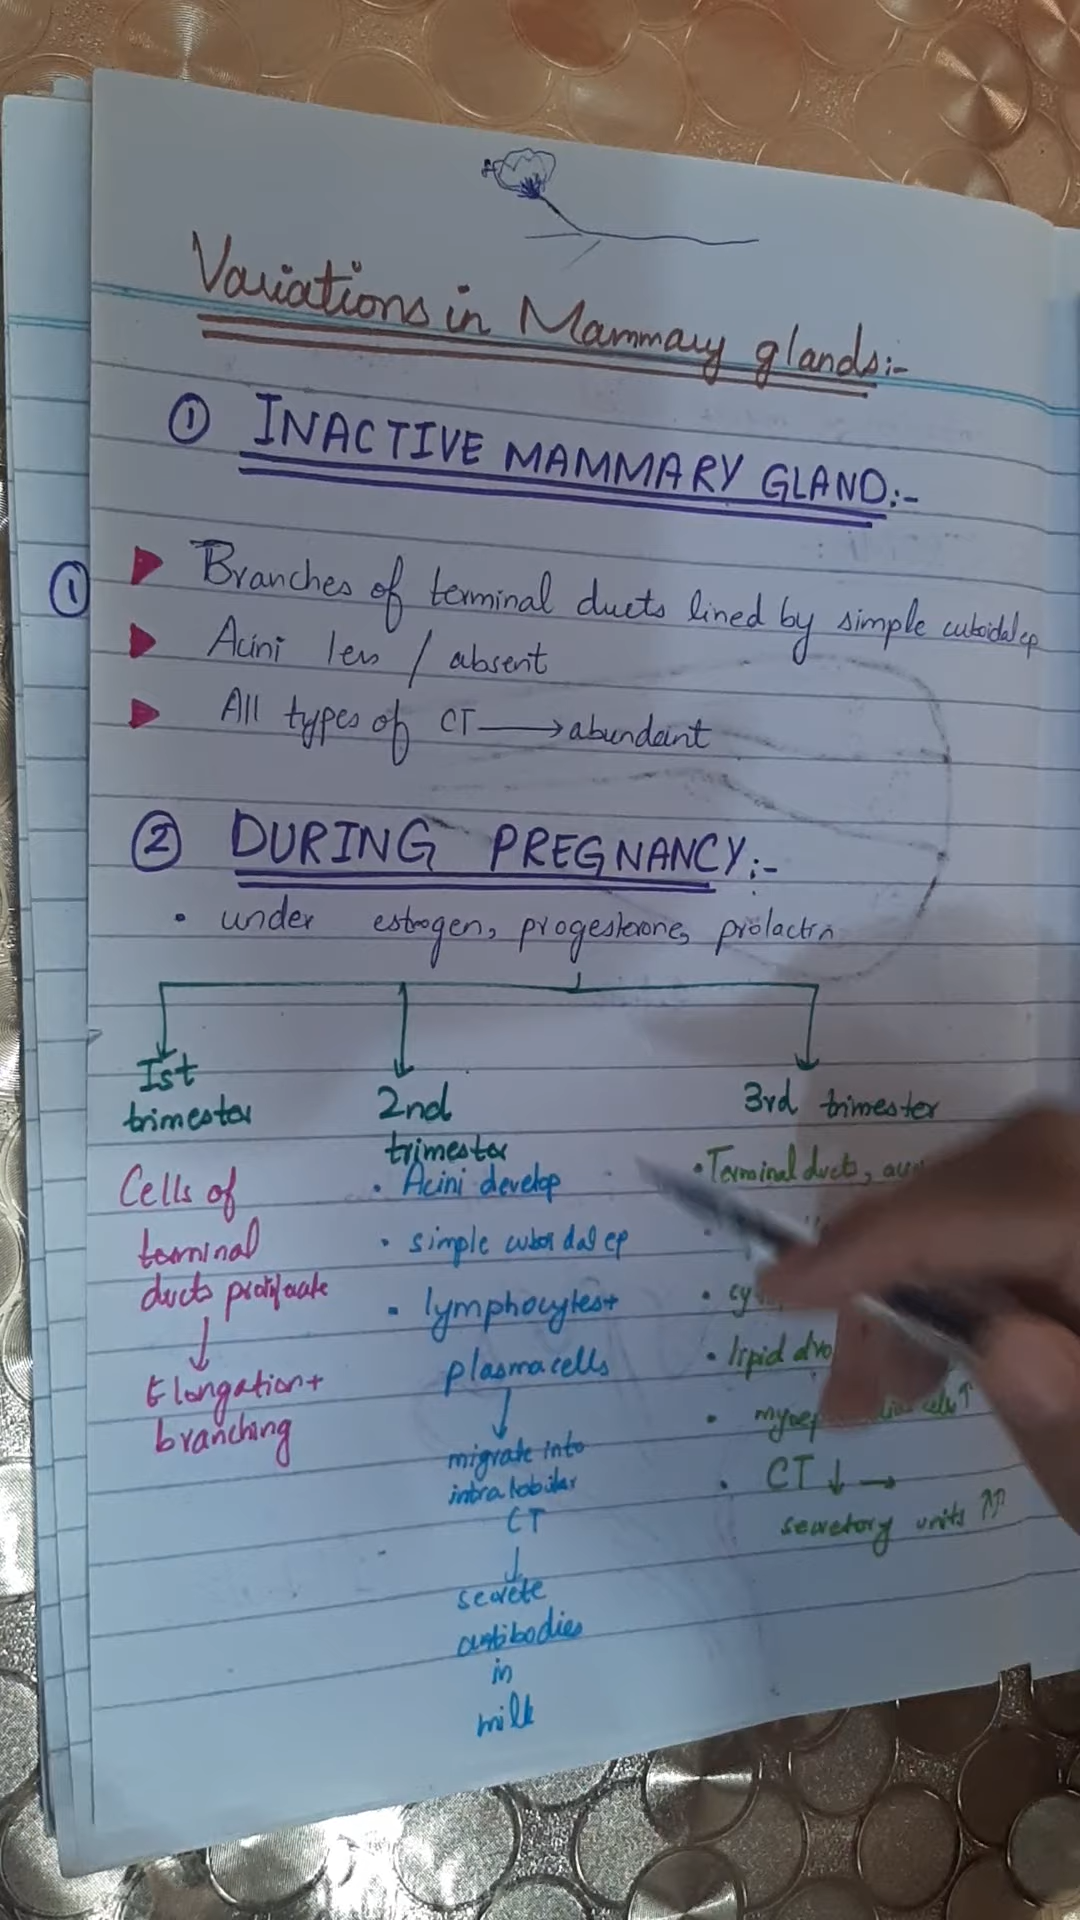 Variations in Mammary glands:-
① INACTIVE MAMMARY GLAND:-
①
Branches of terminal ducts lined by simple cuboidal ep
Acini less / absent
All types of CT → abundant
② DURING PREGNANCY:-
• under estrogen, progesterone, prolactin
Ist
trimester
Cells of
terminal
ducts proliferate
↓
Elongation+
branching
2nd
trimester
• Acini develop
• simple cuboidal ep
• lymphocytes+
plasma cells
↓
migrate into
intralobular
CT
↓
secrete
antibodies
in
milk
3rd trimester
• Terminal ducts,
• lipid
• CT ↓ →
secretory units ↑↑